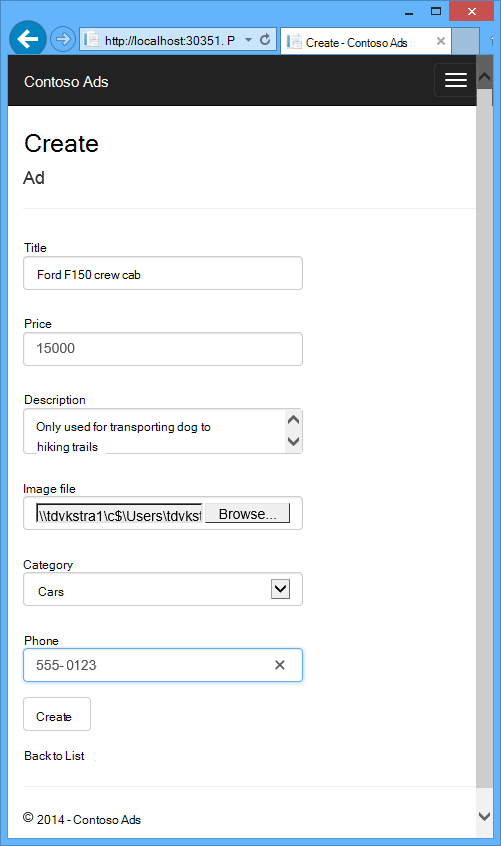 http://localhost:30351. P
Create - Contoso Ads
Contoso Ads
Create
Ad
Title
Ford F150 crew cab
Price
15000
Description
Only used for transporting dog to
hiking trails
Image file
\\tdvkstra1\c$\Users\tdvkst
Browse...
Category
Cars
Phone
555-0123
Create
Back to List
© 2014 - Contoso Ads